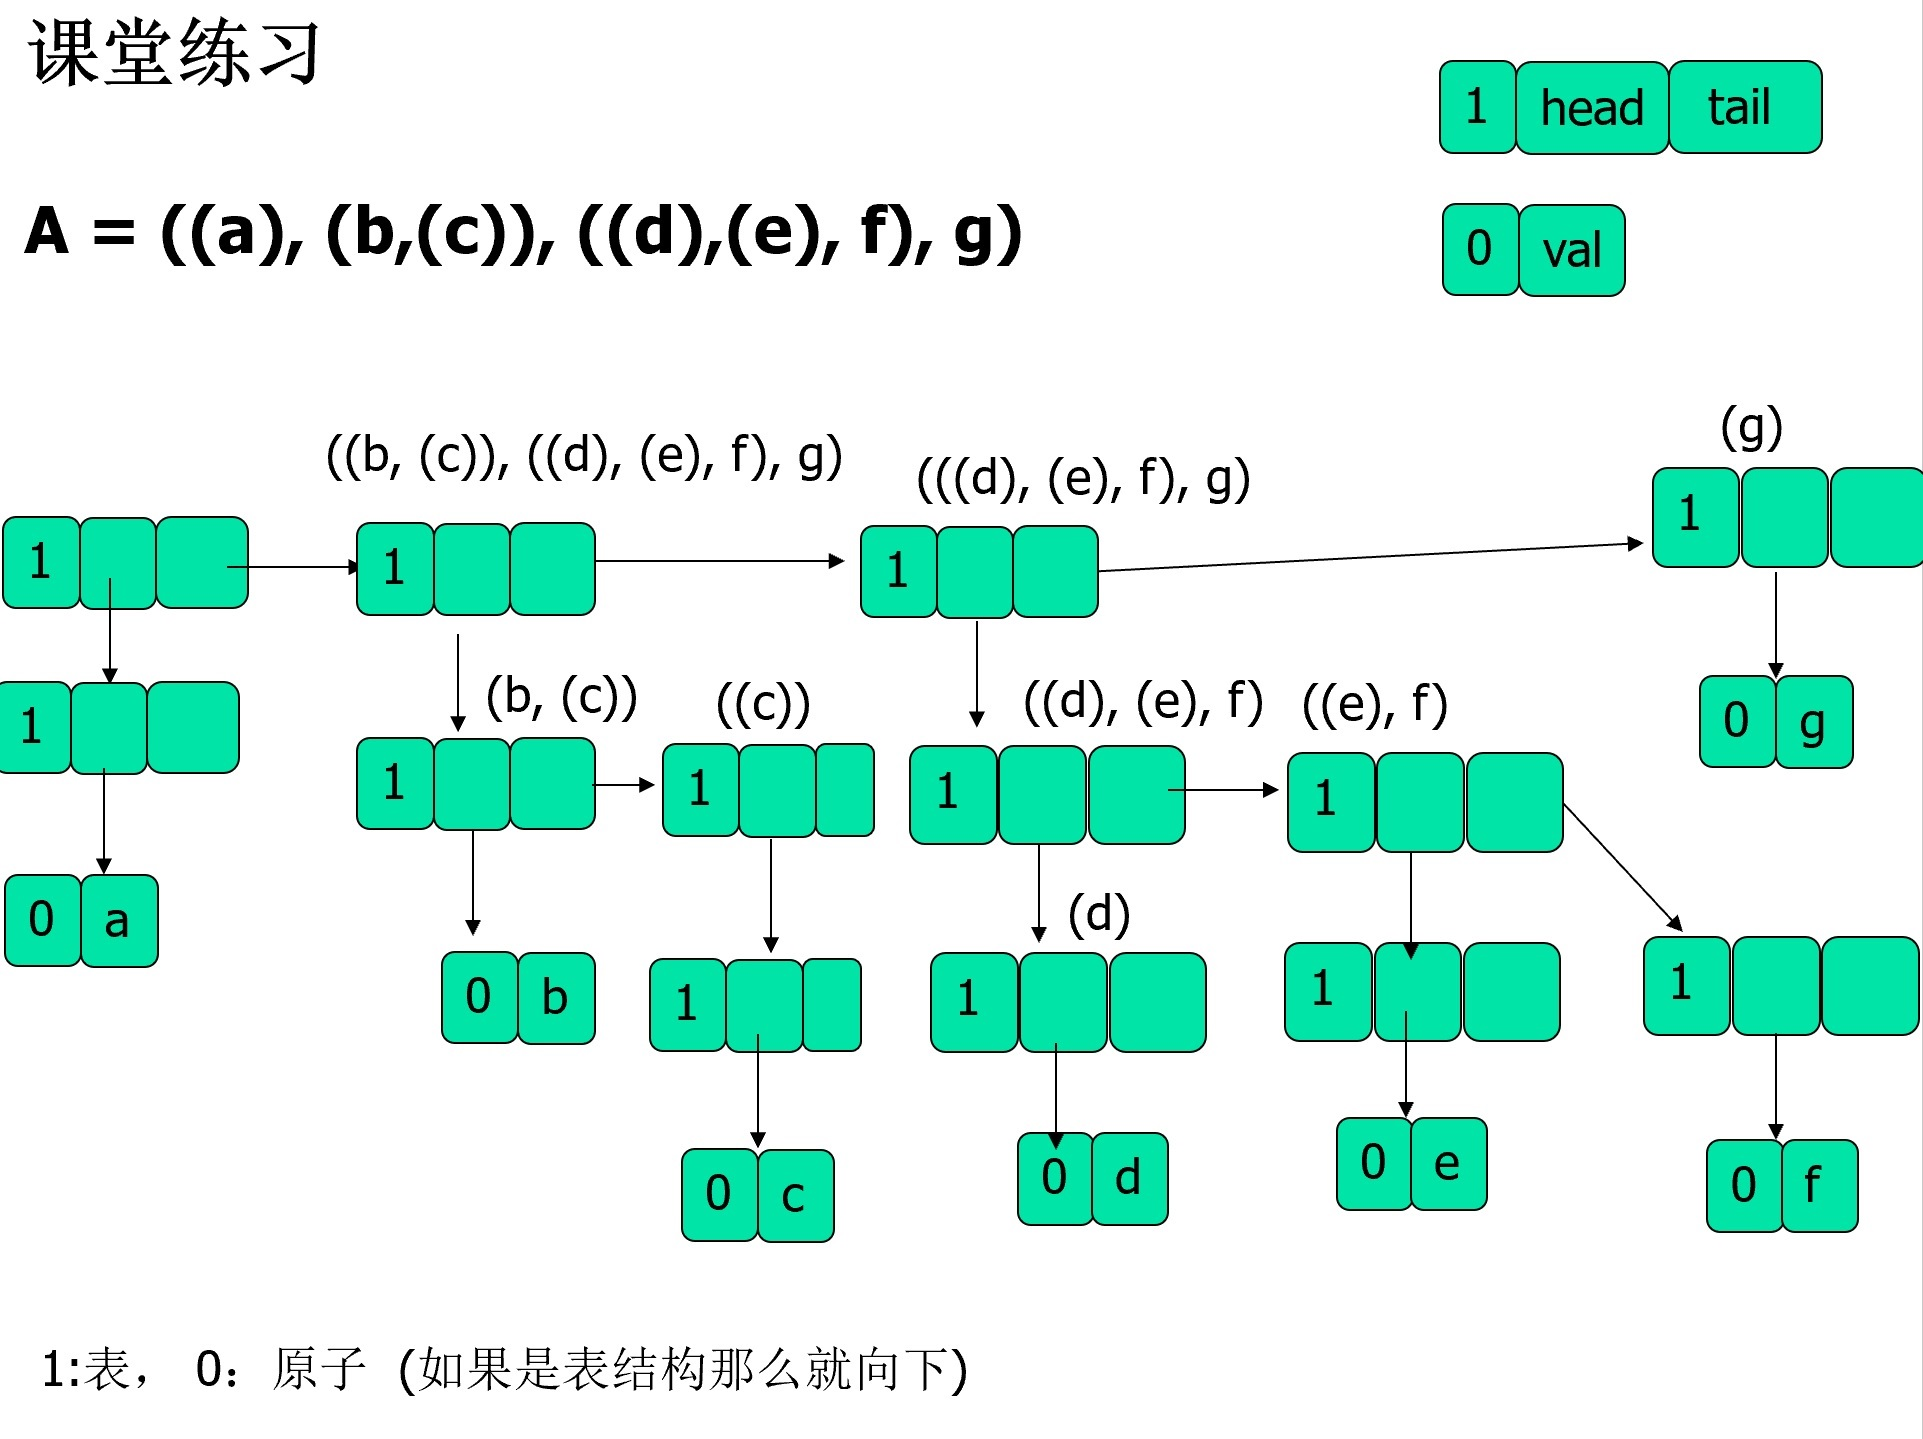 课堂练习
1 head tail
A = ((a), (b,(c)), ((d),(e), f), g)
0 val
(g)
((b, (c)), ((d), (e), f), g)
(((d), (e), f), g)
1
1
1
1
(b, (c))
((c))
((d), (e), f)
((e), f)
0 g
1
1
1
1
1
(d)
0 a
0 b
1
1
1
1
0 c
0 d
0 e
0 f
1:表， 0：原子 (如果是表结构那么就向下)